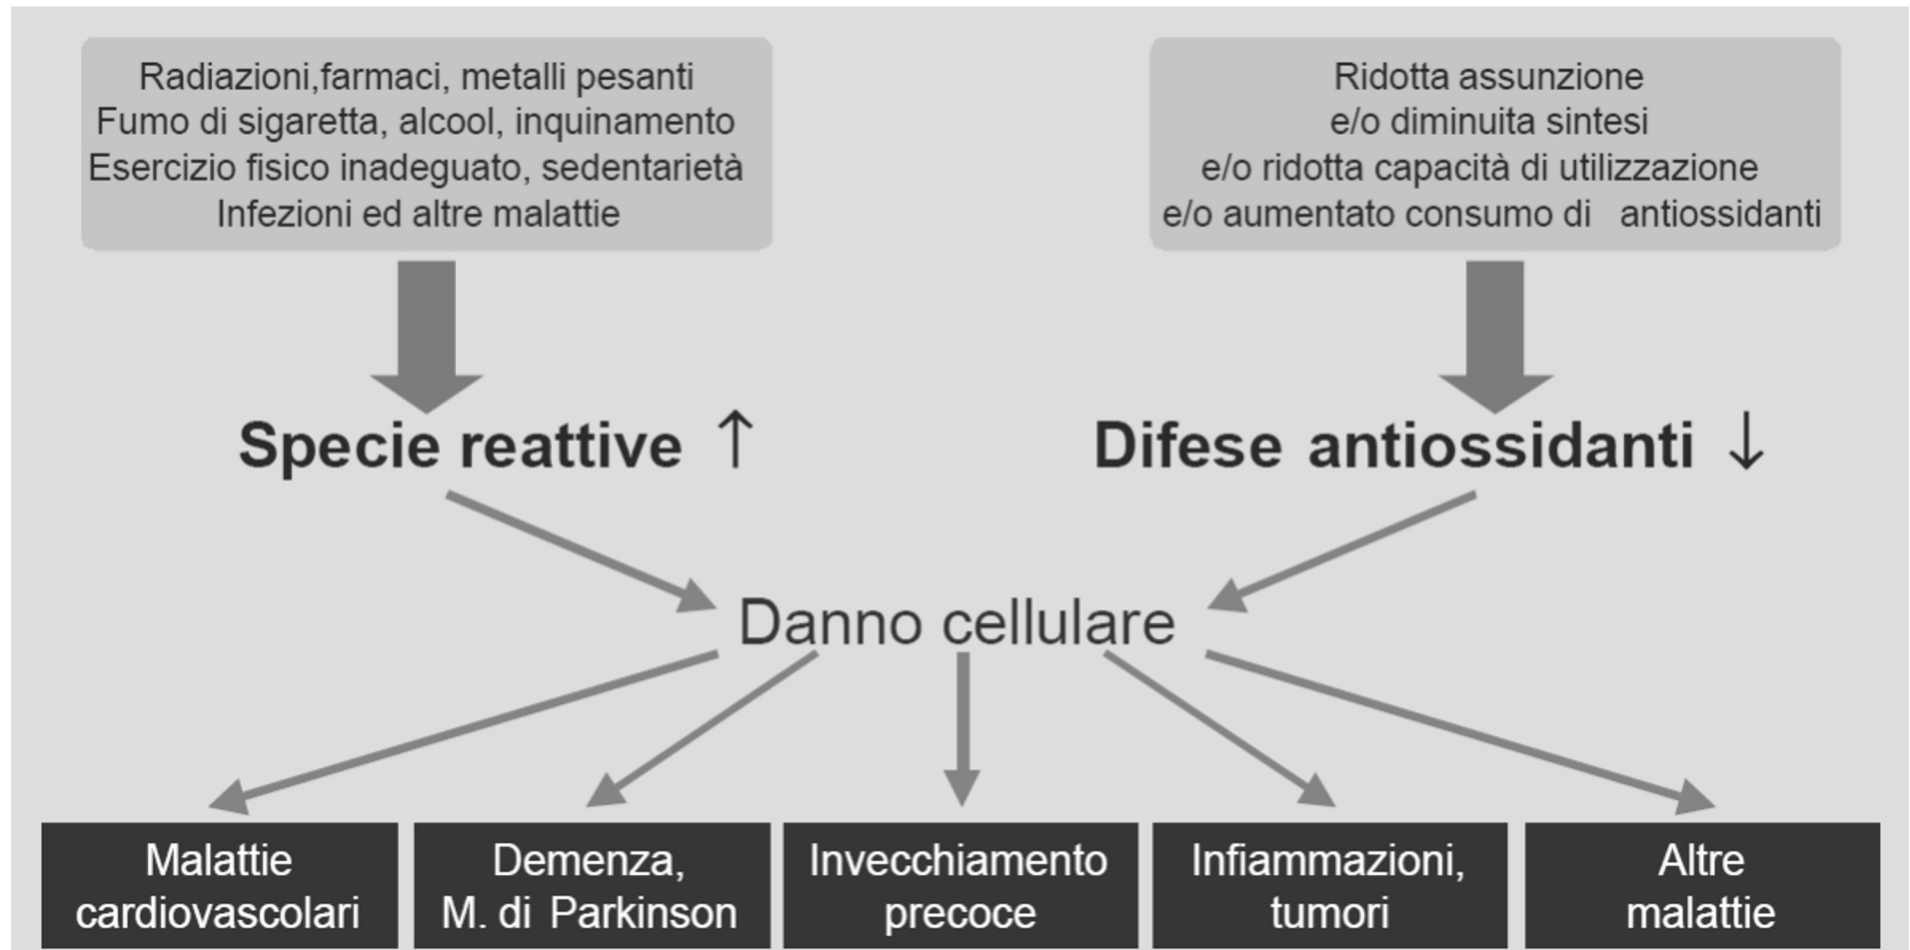 Radiazioni,farmaci, metalli pesanti
Fumo di sigaretta, alcool, inquinamento
Esercizio fisico inadeguato, sedentarietà
Infezioni ed altre malattie
Ridotta assunzione
e/o diminuita sintesi
e/o ridotta capacità di utilizzazione
e/o aumentato consumo di antiossidanti
Specie reattive ↑
Difese antiossidanti ↓
Danno cellulare
Malattie
cardiovascolari
Demenza,
M. di Parkinson
Invecchiamento
precoce
Infiammazioni,
tumori
Altre
malattie